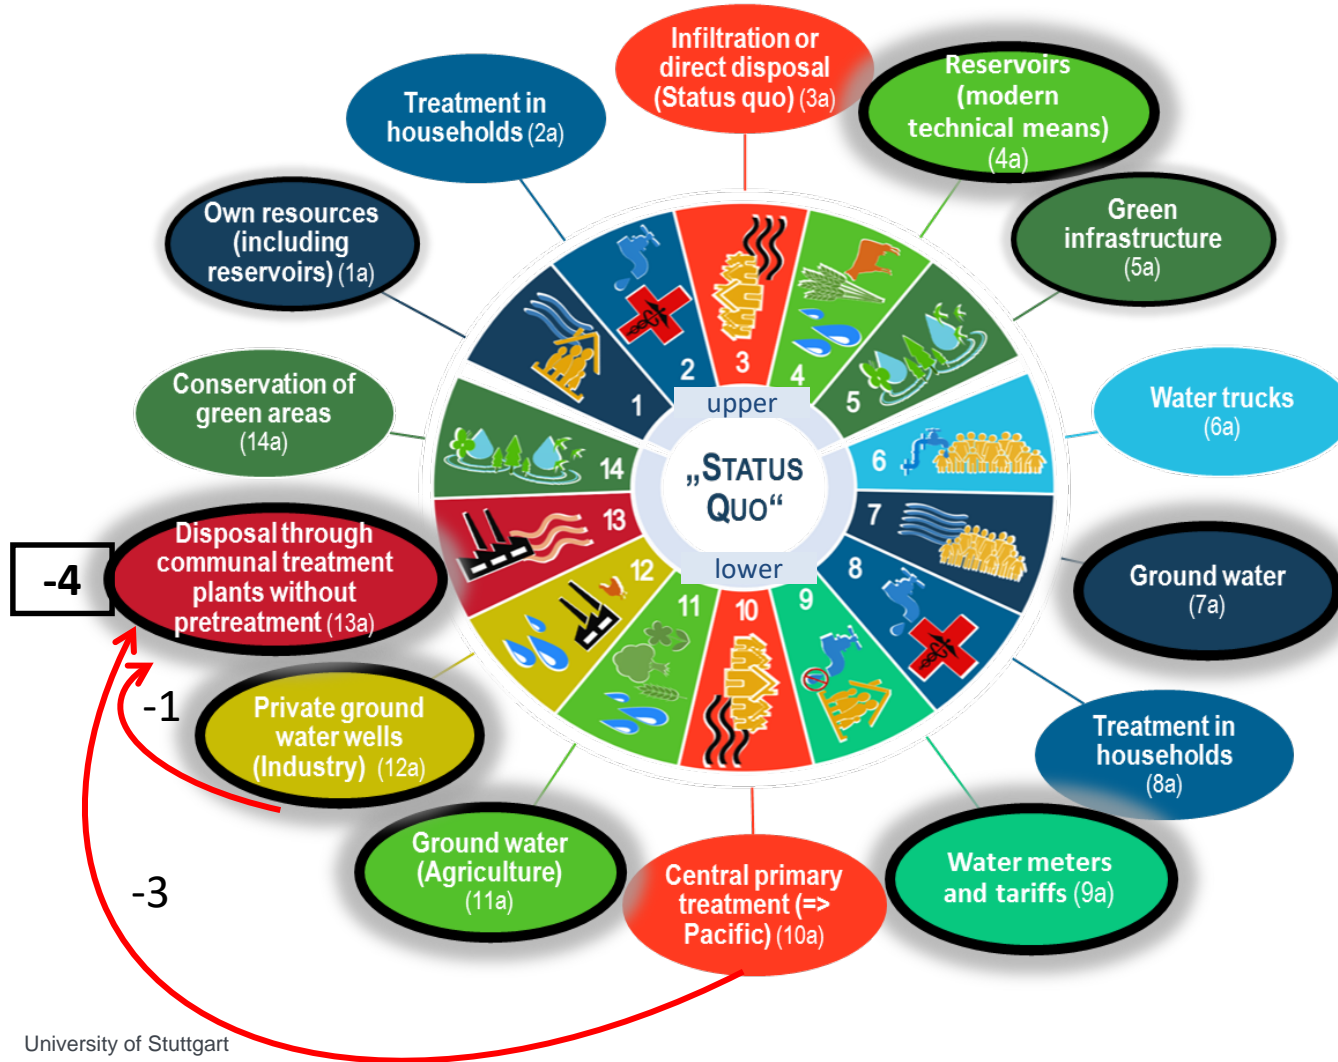 Infiltration or
direct disposal
(Status quo) (3a)
Reservoirs
(modern
technical means)
(4a)
Treatment in
households (2a)
Own resources
(including
reservoirs) (1a)
Green
infrastructure
(5a)
Conservation of
green areas
(14a)
Water trucks
(6a)
1
2
3
4
5
6
7
8
9
10
11
12
13
14
upper
„STATUS
QUO“
lower
-4
Disposal through
communal treatment
plants without
pretreatment (13a)
Ground water
(7a)
-1
Private ground
water wells
(Industry) (12a)
Treatment in
households
(8a)
Ground water
(Agriculture)
(11a)
Central primary
treatment (=>
Pacific) (10a)
Water meters
and tariffs (9a)
-3
University of Stuttgart